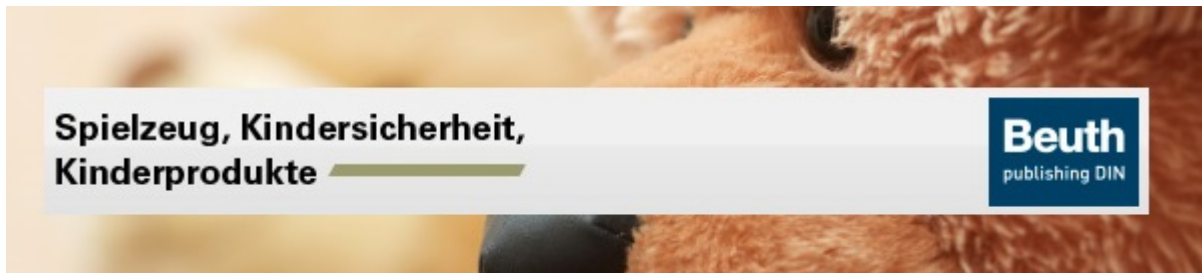 Spielzeug, Kindersicherheit,
Kinderprodukte
Beuth
publishing DIN